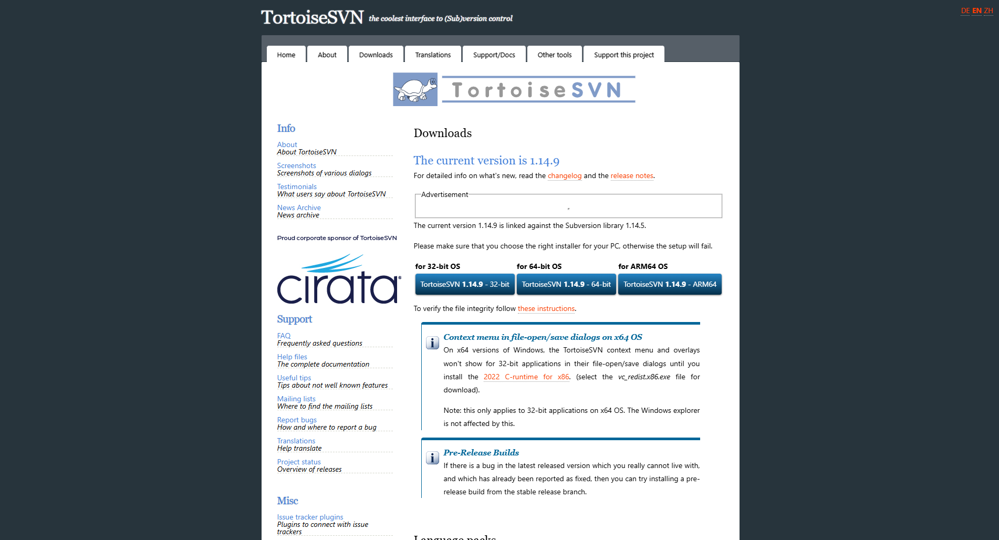 TortoiseSVN the coolest interface to (Sub)version control
DE EN ZH
Home About Downloads Translations Support/Docs Other tools Support this project
TortoiseSVN
Info
About
About TortoiseSVN
Screenshots
Screenshots of various dialogs
Testimonials
What users say about TortoiseSVN
News Archive
News archive
Proud corporate sponsor of TortoiseSVN
cirata®
Support
FAQ
Frequently asked questions
Help files
The complete documentation
Useful tips
Tips about not well known features
Mailing lists
Where to find the mailing lists
Report bugs
How and where to report a bug
Translations
Help translate
Project status
Overview of releases
Misc
Issue tracker plugins
Plugins to connect with issue
trackers
Downloads
The current version is 1.14.9
For detailed info on what's new, read the changelog and the release notes.
Advertisement
The current version 1.14.9 is linked against the Subversion library 1.14.5.
Please make sure that you choose the right installer for your PC, otherwise the setup will fail.
for 32-bit OS for 64-bit OS for ARM64 OS
TortoiseSVN 1.14.9 - 32-bit TortoiseSVN 1.14.9 - 64-bit TortoiseSVN 1.14.9 - ARM64
To verify the file integrity follow these instructions.
Context menu in file-open/save dialogs on x64 OS
On x64 versions of Windows, the TortoiseSVN context menu and overlays
won't show for 32-bit applications in their file-open/save dialogs until you
install the 2022 C-runtime for x86. (select the vc_redist.x86.exe file for
download).
Note: this only applies to 32-bit applications on x64 OS. The Windows explorer
is not affected by this.
Pre-Release Builds
If there is a bug in the latest released version which you really cannot live with,
and which has already been reported as fixed, then you can try installing a pre-
release build from the stable release branch.
Language packs